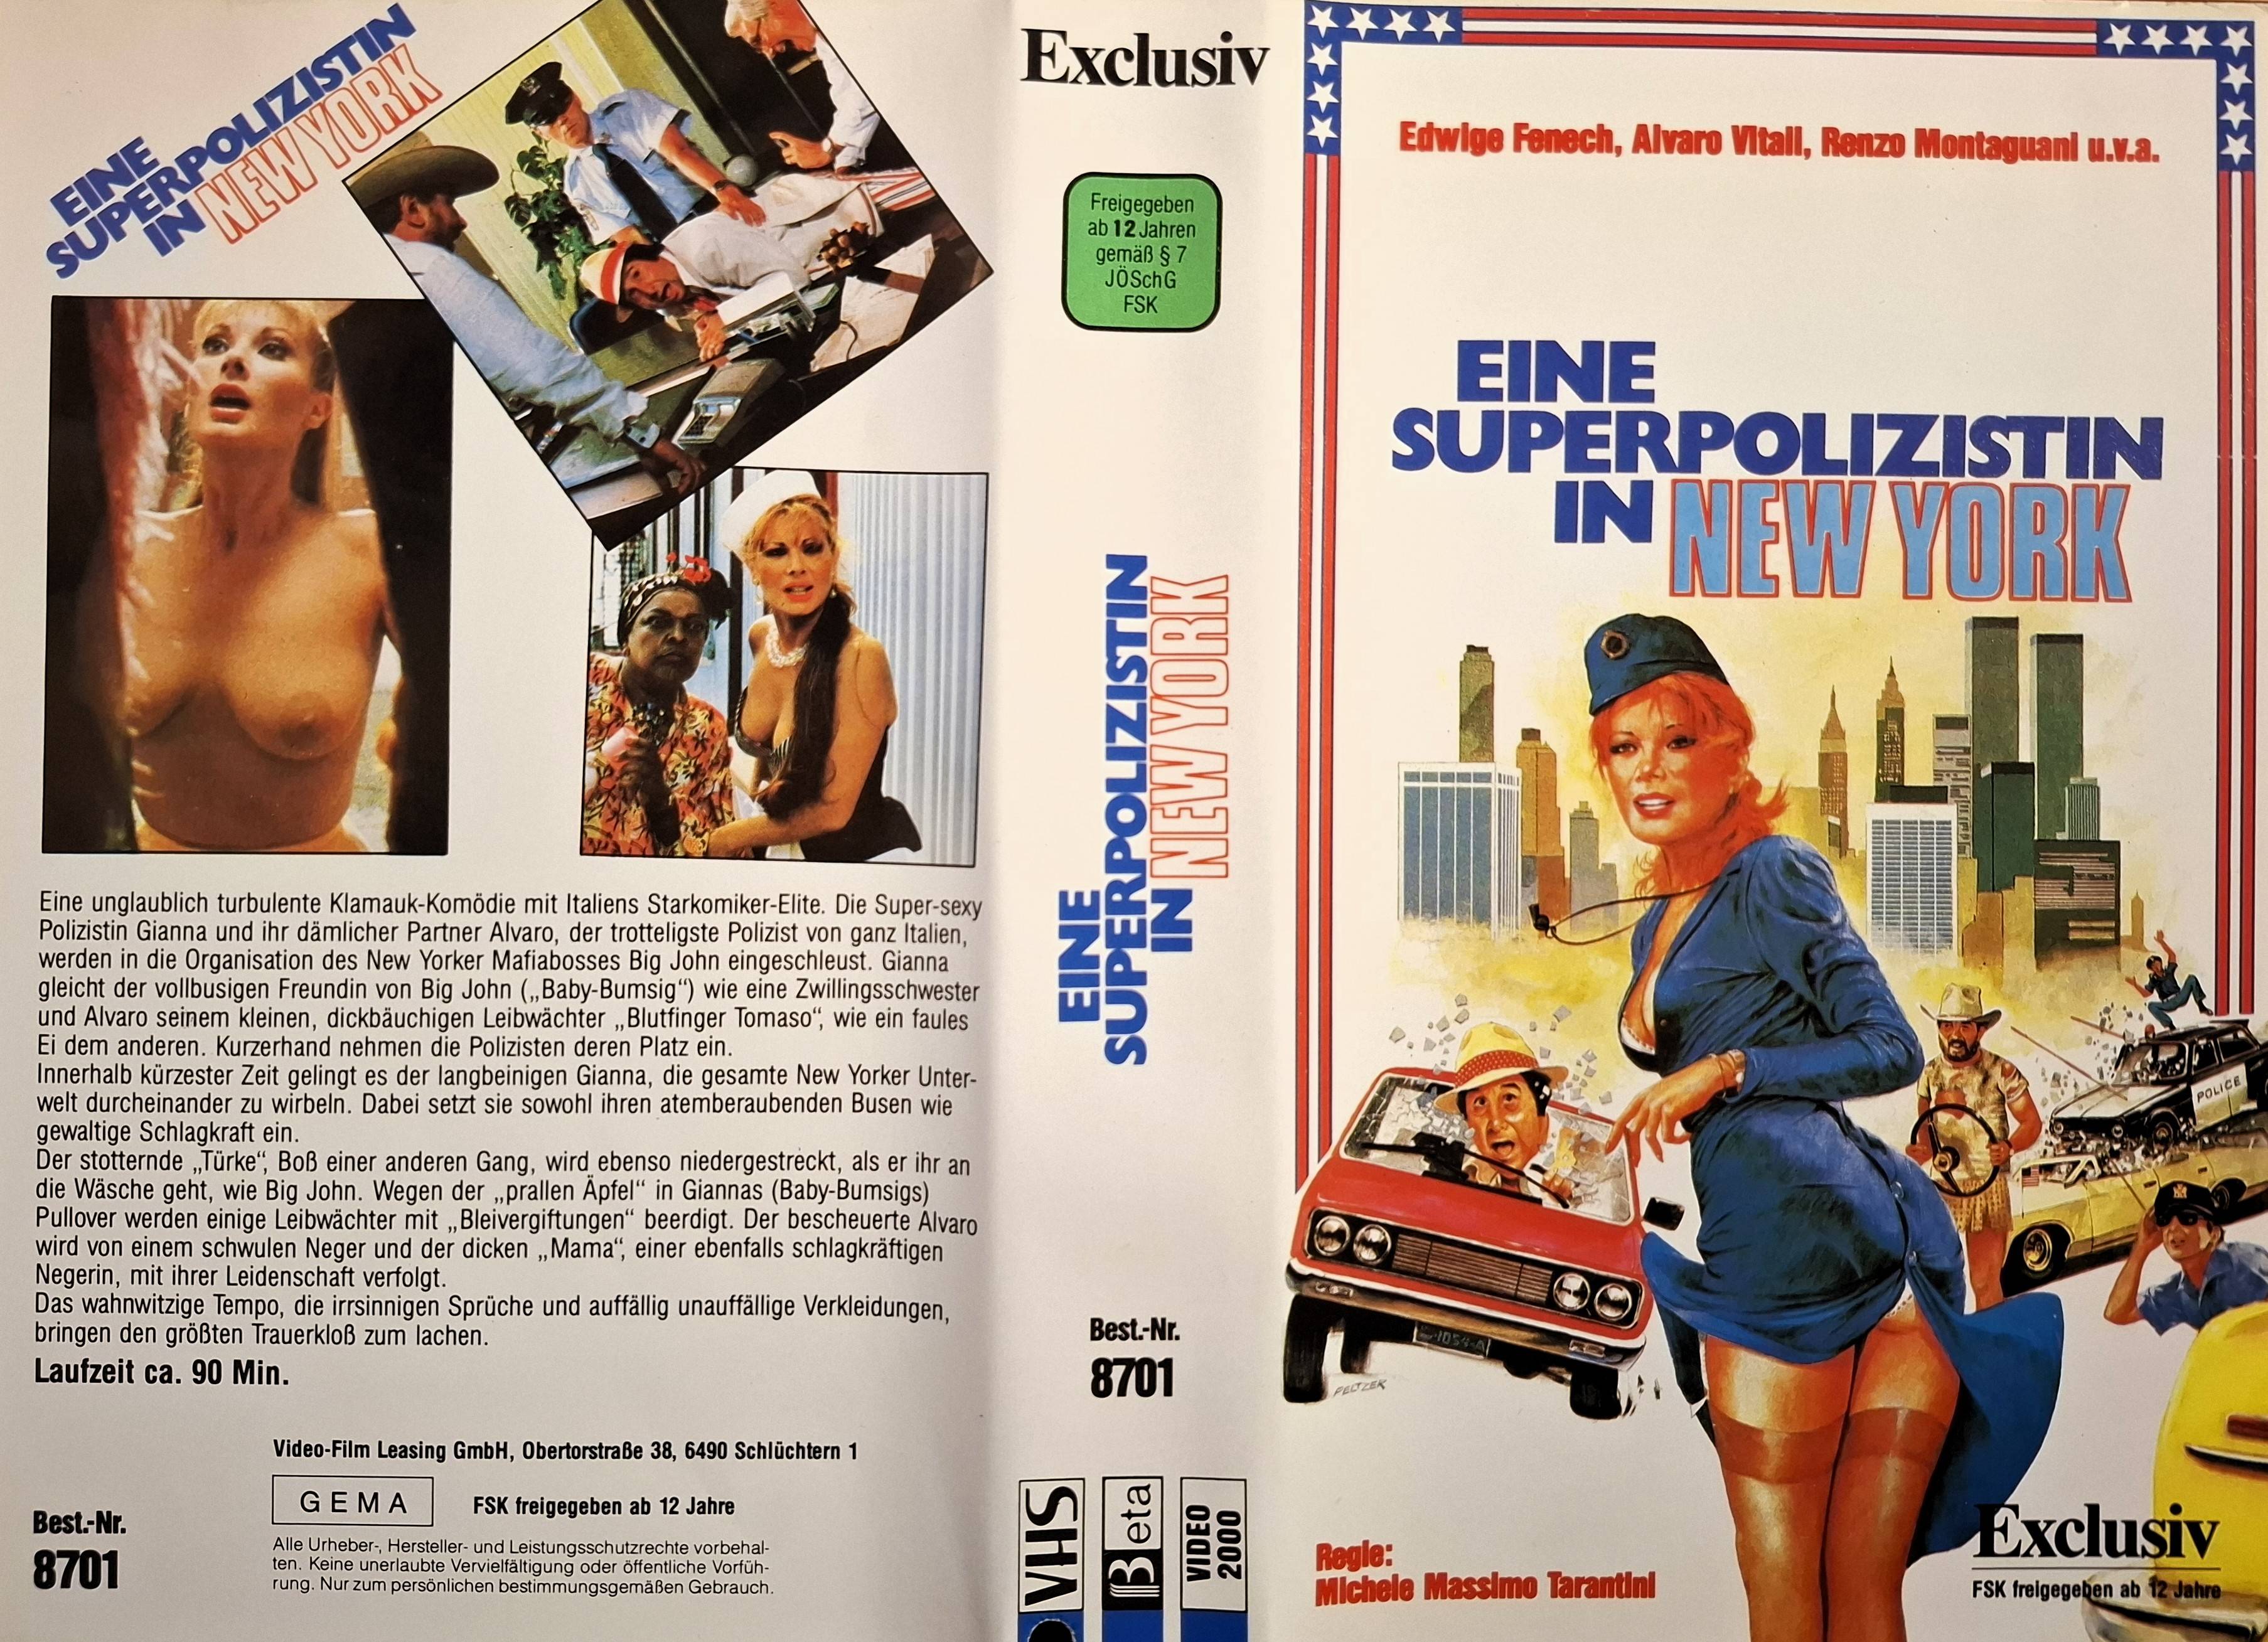 EINE
SUPERPOLIZISTIN
IN NEW YORK
Eine unglaublich turbulente Klamauk-Komödie mit Italiens Starkomiker-Elite. Die Super-sexy
Polizistin Gianna und ihr dämlicher Partner Alvaro, der trotteligste Polizist von ganz Italien,
werden in die Organisation des New Yorker Mafiabosses Big John eingeschleust. Gianna
gleicht der vollbusigen Freundin von Big John („Baby-Bumsig“) wie eine Zwillingsschwester
und Alvaro seinem kleinen, dickbäuchigen Leibwächter „Blutfinger Tomaso“, wie ein faules
Ei dem anderen. Kurzerhand nehmen die Polizisten deren Platz ein.
Innerhalb kürzester Zeit gelingt es der langbeinigen Gianna, die gesamte New Yorker Unter-
welt durcheinander zu wirbeln. Dabei setzt sie sowohl ihren atemberaubenden Busen wie
gewaltige Schlagkraft ein.
Der stotternde „Türke“, Boß einer anderen Gang, wird ebenso niedergestreckt, als er ihr an
die Wäsche geht, wie Big John. Wegen der „prallen Äpfel“ in Giannas (Baby-Bumsigs)
Pullover werden einige Leibwächter mit „Bleivergiftungen“ beerdigt. Der bescheuerte Alvaro
wird von einem schwulen Neger und der dicken „Mama“, einer ebenfalls schlagkräftigen
Negerin, mit ihrer Leidenschaft verfolgt.
Das wahnwitzige Tempo, die irrsinnigen Sprüche und auffällig unauffällige Verkleidungen,
bringen den größten Trauerkloß zum lachen.
Laufzeit ca. 90 Min.
Video-Film Leasing GmbH, Obertorstraße 38, 6490 Schlüchtern 1
GEMA
FSK freigegeben ab 12 Jahre
Best.-Nr.
8701
Alle Urheber-, Hersteller- und Leistungsschutzrechte vorbehal-
ten. Keine unerlaubte Vervielfältigung oder öffentliche Vorfüh-
rung. Nur zum persönlichen bestimmungsgemäßen Gebrauch.
Exclusiv
Freigegeben
ab 12 Jahren
gemäß § 7
JÖSchG
FSK
EINE
SUPERPOLIZISTIN
IN NEW YORK
Best.-Nr.
8701
VHS
Beta
VIDEO
2000
Edwige Fenech, Alvaro Vitali, Renzo Montaguani u.v.a.
EINE
SUPERPOLIZISTIN
IN NEW YORK
POLICE
PELTZER
Regie:
Michele Massimo Tarantini
Exclusiv
FSK freigegeben ab 12 Jahre